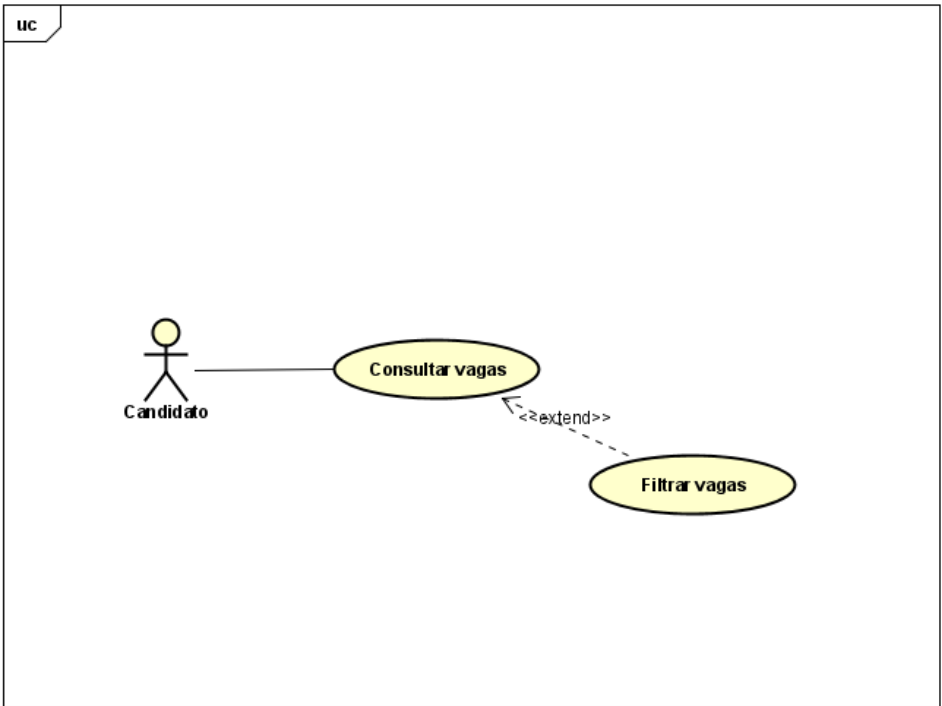 uc
Consultar vagas
Candidato
<<extend>>
Filtrar vagas